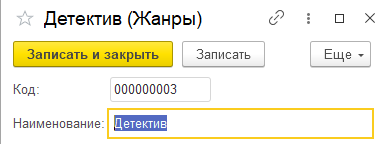 Детектив (Жанры)
Записать и закрыть Записать Еще
Код: 000000003
Наименование: Детектив